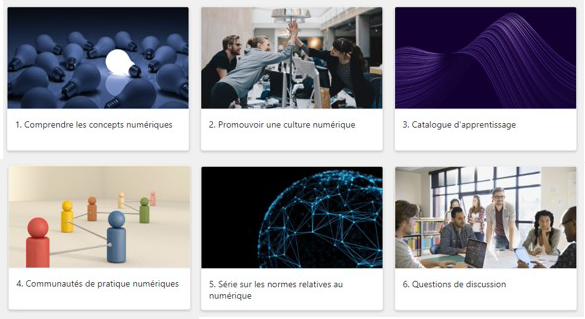 1. Comprendre les concepts numériques
2. Promouvoir une culture numérique
3. Catalogue d'apprentissage
4. Communautés de pratique numériques
5. Série sur les normes relatives au
numérique
6. Questions de discussion